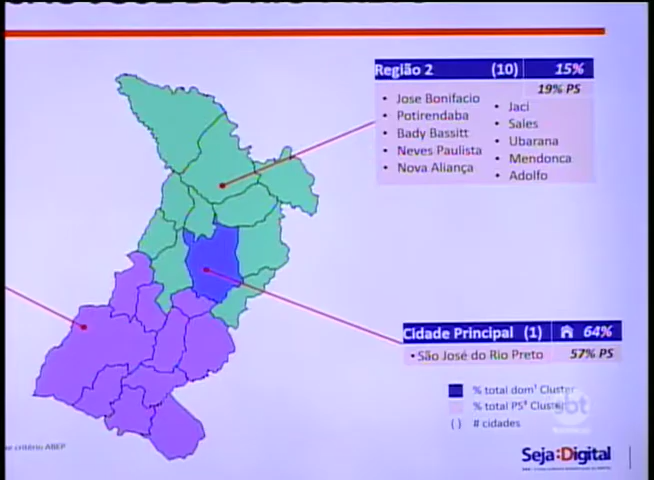 Região 2 (10) 15%
19% PS
• Jose Bonifacio
• Potirendaba
• Bady Bassitt
• Neves Paulista
• Nova Aliança
• Jaci
• Sales
• Ubarana
• Mendonca
• Adolfo
Cidade Principal (1) 64%
• São José do Rio Preto 57% PS
% total dom¹ Cluster
% total PS² Cluster
( ) # cidades
sbt
critério ABEP
Seja:Digital